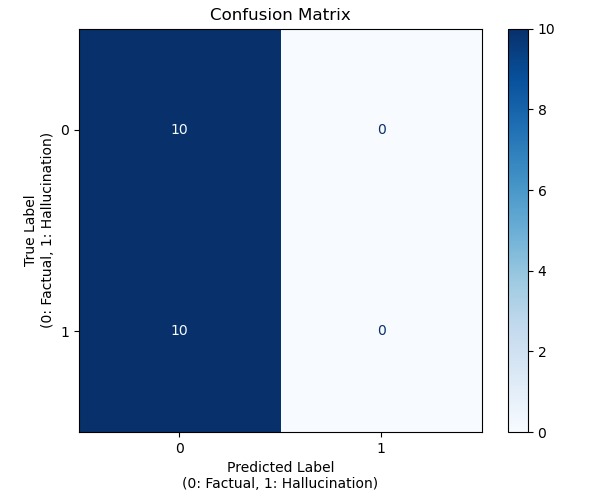 Confusion Matrix
True Label
(0: Factual, 1: Hallucination)
0
10
0
1
10
0
0
1
Predicted Label
(0: Factual, 1: Hallucination)
10
8
6
4
2
0